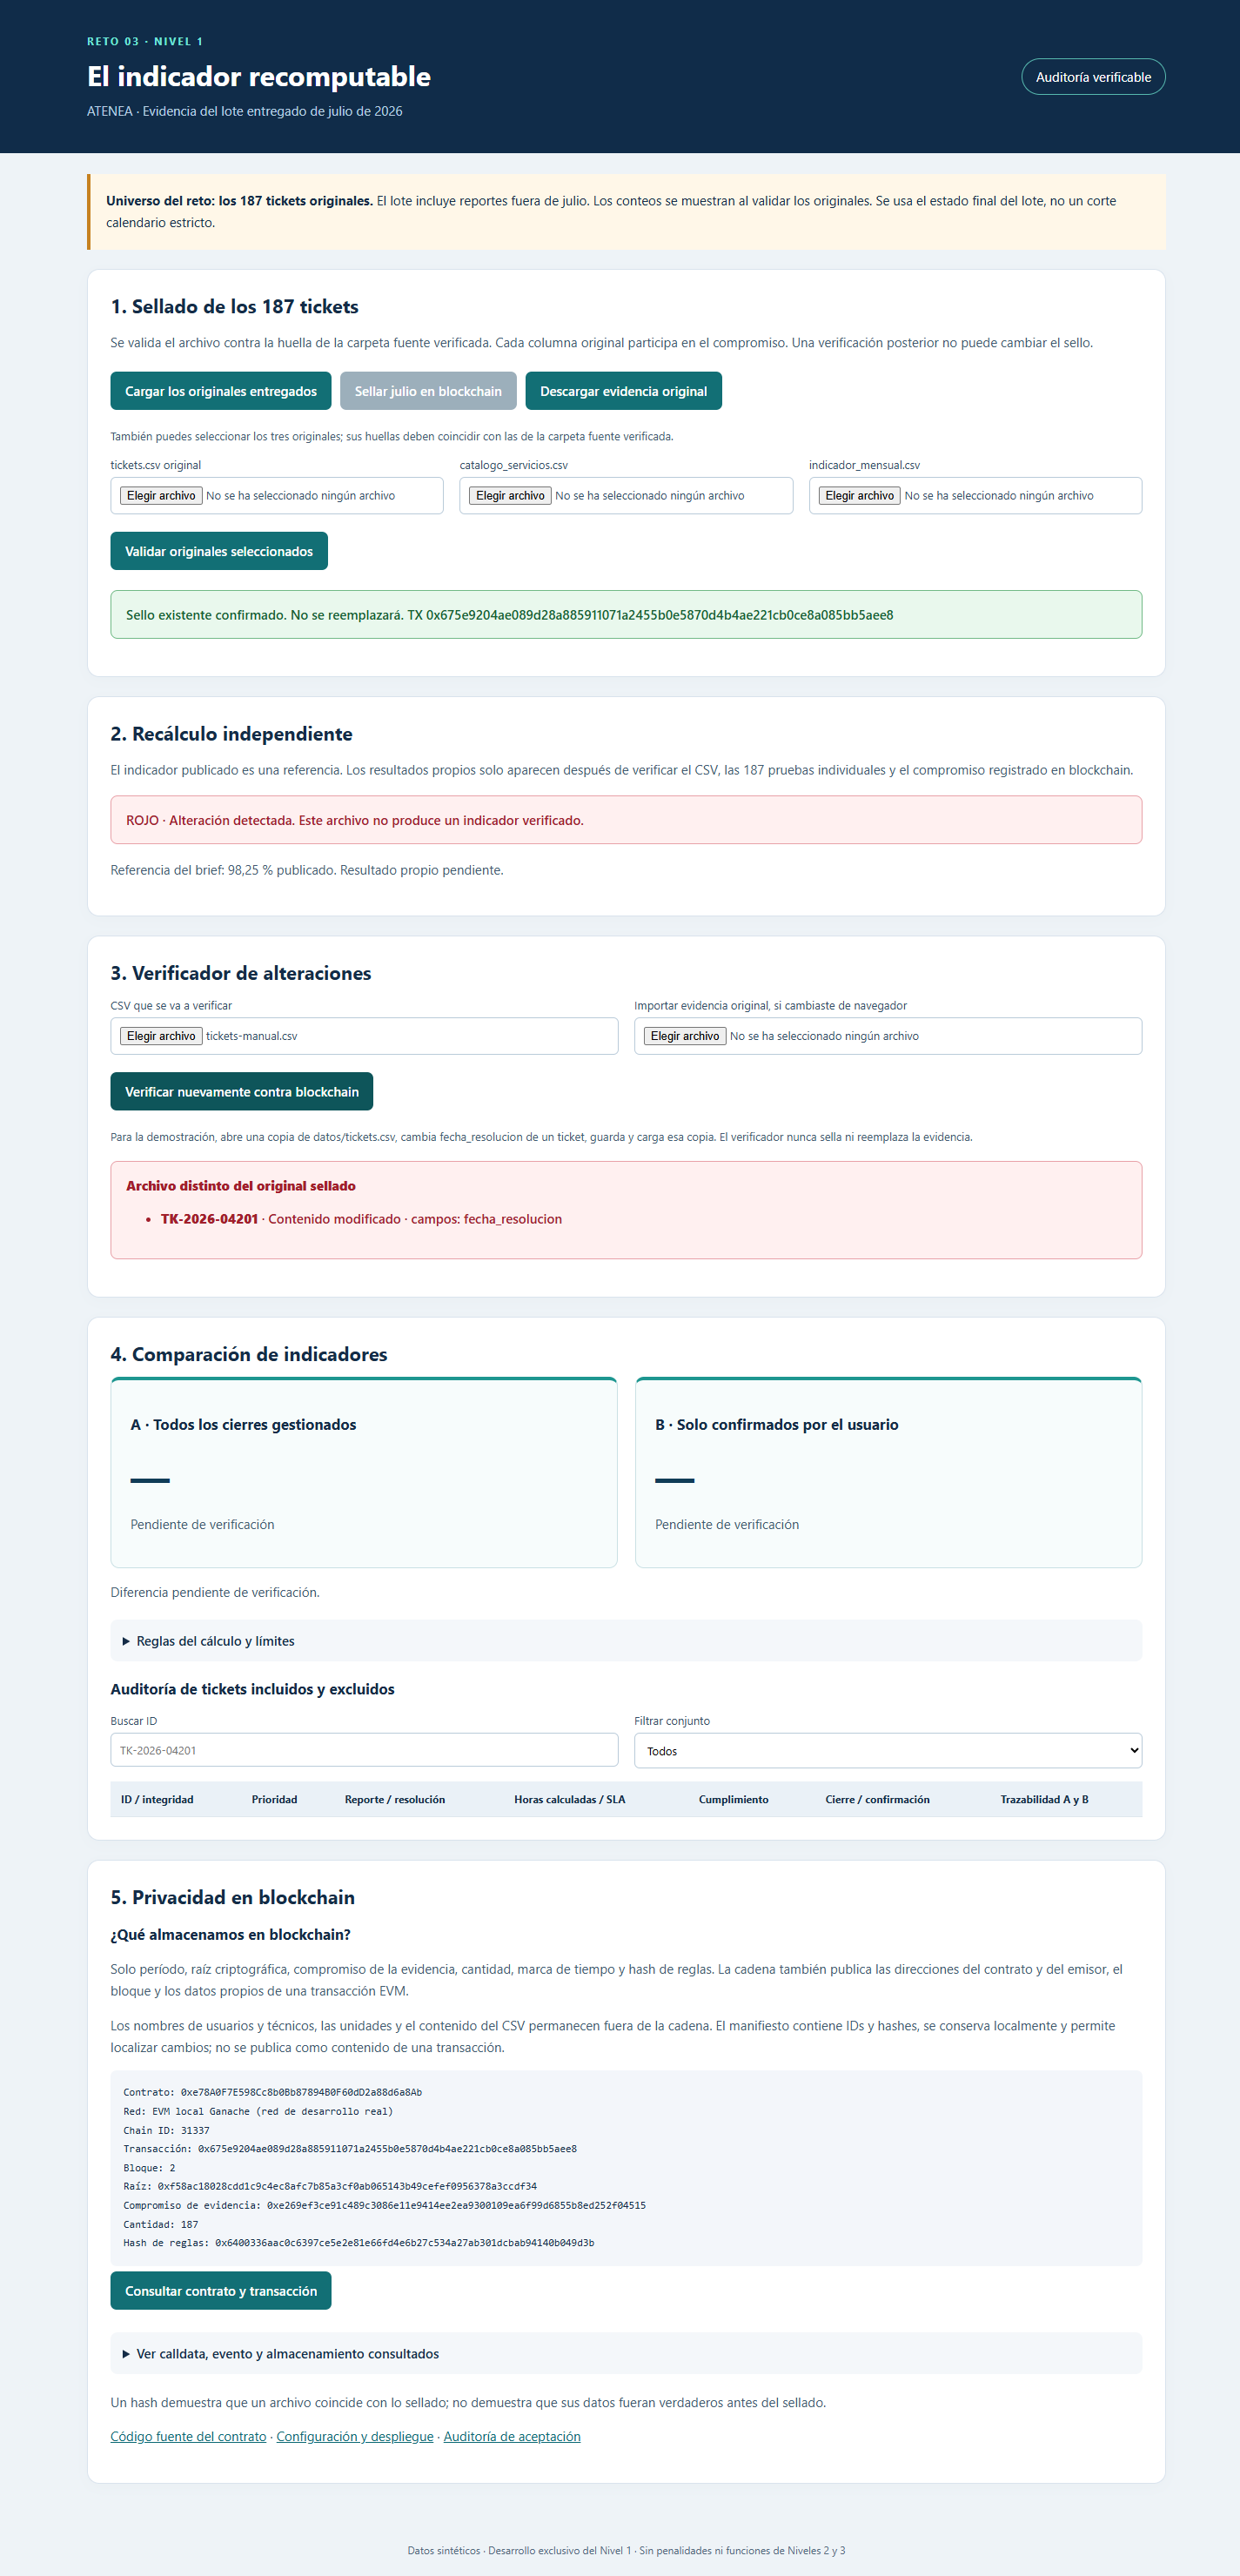 RETO 03 · NIVEL 1
El indicador recomputable
ATENEA · Evidencia del lote entregado de julio de 2026
Auditoría verificable
Universo del reto: los 187 tickets originales. El lote incluye reportes fuera de julio. Los conteos se muestran al validar los originales. Se usa el estado final del lote, no un corte
calendario estricto.
1. Sellado de los 187 tickets
Se valida el archivo contra la huella de la carpeta fuente verificada. Cada columna original participa en el compromiso. Una verificación posterior no puede cambiar el sello.
Cargar los originales entregados
Sellar julio en blockchain
Descargar evidencia original
También puedes seleccionar los tres originales; sus huellas deben coincidir con las de la carpeta fuente verificada.
tickets.csv original
catalogo_servicios.csv
indicador_mensual.csv
Elegir archivo No se ha seleccionado ningún archivo
Elegir archivo No se ha seleccionado ningún archivo
Elegir archivo No se ha seleccionado ningún archivo
Validar originales seleccionados
Sello existente confirmado. No se reemplazará. TX 0x675e9204ae089d28a885911071a2455b0e5870d4b4ae221cb0ce8a085bb5aee8
2. Recálculo independiente
El indicador publicado es una referencia. Los resultados propios solo aparecen después de verificar el CSV, las 187 pruebas individuales y el compromiso registrado en blockchain.
ROJO · Alteración detectada. Este archivo no produce un indicador verificado.
Referencia del brief: 98,25 % publicado. Resultado propio pendiente.
3. Verificador de alteraciones
CSV que se va a verificar
Importar evidencia original, si cambiaste de navegador
Elegir archivo tickets-manual.csv
Elegir archivo No se ha seleccionado ningún archivo
Verificar nuevamente contra blockchain
Para la demostración, abre una copia de datos/tickets.csv, cambia fecha_resolucion de un ticket, guarda y carga esa copia. El verificador nunca sella ni reemplaza la evidencia.
Archivo distinto del original sellado
• TK-2026-04201 · Contenido modificado · campos: fecha_resolucion
4. Comparación de indicadores
A · Todos los cierres gestionados
—
Pendiente de verificación
B · Solo confirmados por el usuario
—
Pendiente de verificación
Diferencia pendiente de verificación.
▶ Reglas del cálculo y límites
Auditoría de tickets incluidos y excluidos
Buscar ID
Filtrar conjunto
TK-2026-04201
Todos
ID / integridad Prioridad Reporte / resolución Horas calculadas / SLA Cumplimiento Cierre / confirmación Trazabilidad A y B
5. Privacidad en blockchain
¿Qué almacenamos en blockchain?
Solo período, raíz criptográfica, compromiso de la evidencia, cantidad, marca de tiempo y hash de reglas. La cadena también publica las direcciones del contrato y del emisor, el
bloque y los datos propios de una transacción EVM.
Los nombres de usuarios y técnicos, las unidades y el contenido del CSV permanecen fuera de la cadena. El manifiesto contiene IDs y hashes, se conserva localmente y permite
localizar cambios; no se publica como contenido de una transacción.
Contrato: 0xe78A0F7E598Cc8b0Bb87894B0F60dD2a88d6a8Ab
Red: EVM local Ganache (red de desarrollo real)
Chain ID: 31337
Transacción: 0x675e9204ae089d28a885911071a2455b0e5870d4b4ae221cb0ce8a085bb5aee8
Bloque: 2
Raíz: 0xf58ac18028cdd1c9c4ec8afc7b85a3cf0ab065143b49cefef0956378a3ccdf34
Compromiso de evidencia: 0xe269ef3ce91c489c3086e11e9414ee2ea9300109ea6f99d6855b8ed252f04515
Cantidad: 187
Hash de reglas: 0x6400336aac0c6397ce5e2e81e66fd4e6b27c534a27ab301dcbab94140b049d3b
Consultar contrato y transacción
▶ Ver calldata, evento y almacenamiento consultados
Un hash demuestra que un archivo coincide con lo sellado; no demuestra que sus datos fueran verdaderos antes del sellado.
Código fuente del contrato · Configuración y despliegue · Auditoría de aceptación
Datos sintéticos · Desarrollo exclusivo del Nivel 1 · Sin penalidades ni funciones de Niveles 2 y 3